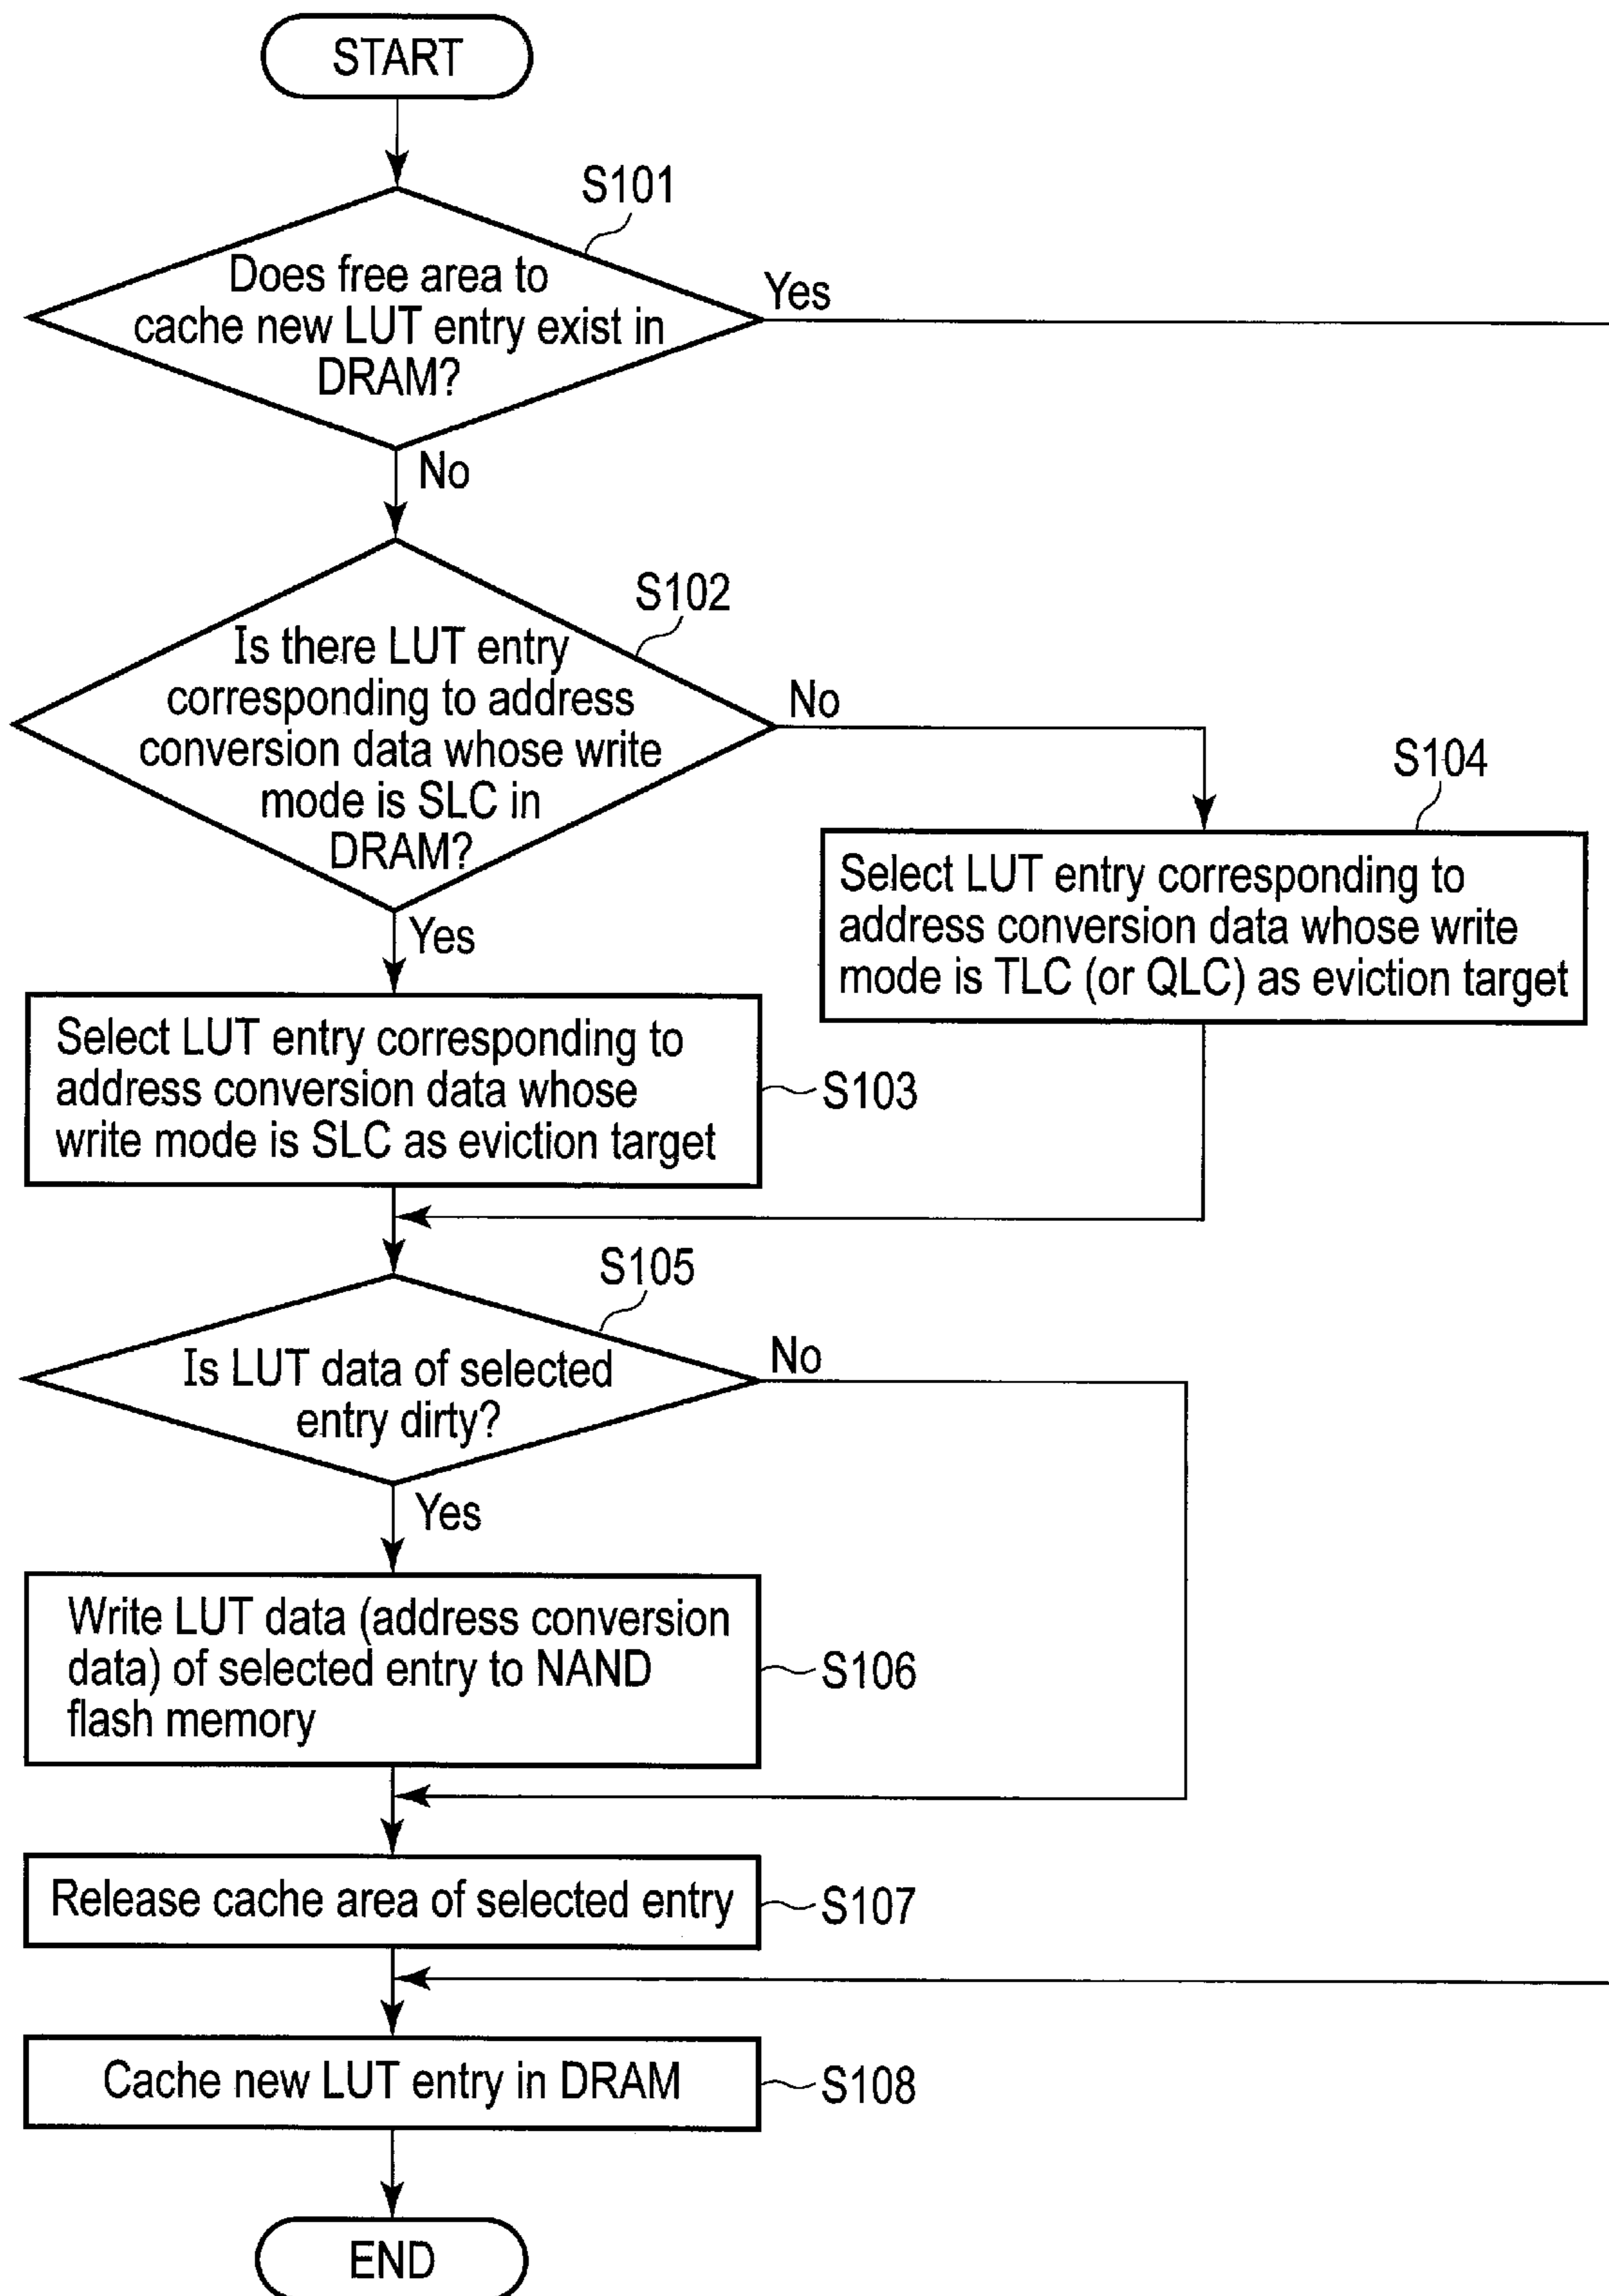 START
S101
Does free area to
cache new LUT entry exist in
DRAM?
Yes
No
S102
Is there LUT entry
corresponding to address
conversion data whose write
mode is SLC in
DRAM?
No
Yes
S104
Select LUT entry corresponding to
address conversion data whose write
mode is TLC (or QLC) as eviction target
Select LUT entry corresponding to
address conversion data whose
write mode is SLC as eviction target
S103
S105
Is LUT data of selected
entry dirty?
No
Yes
Write LUT data (address conversion
data) of selected entry to NAND
flash memory
S106
Release cache area of selected entry
S107
Cache new LUT entry in DRAM
S108
END